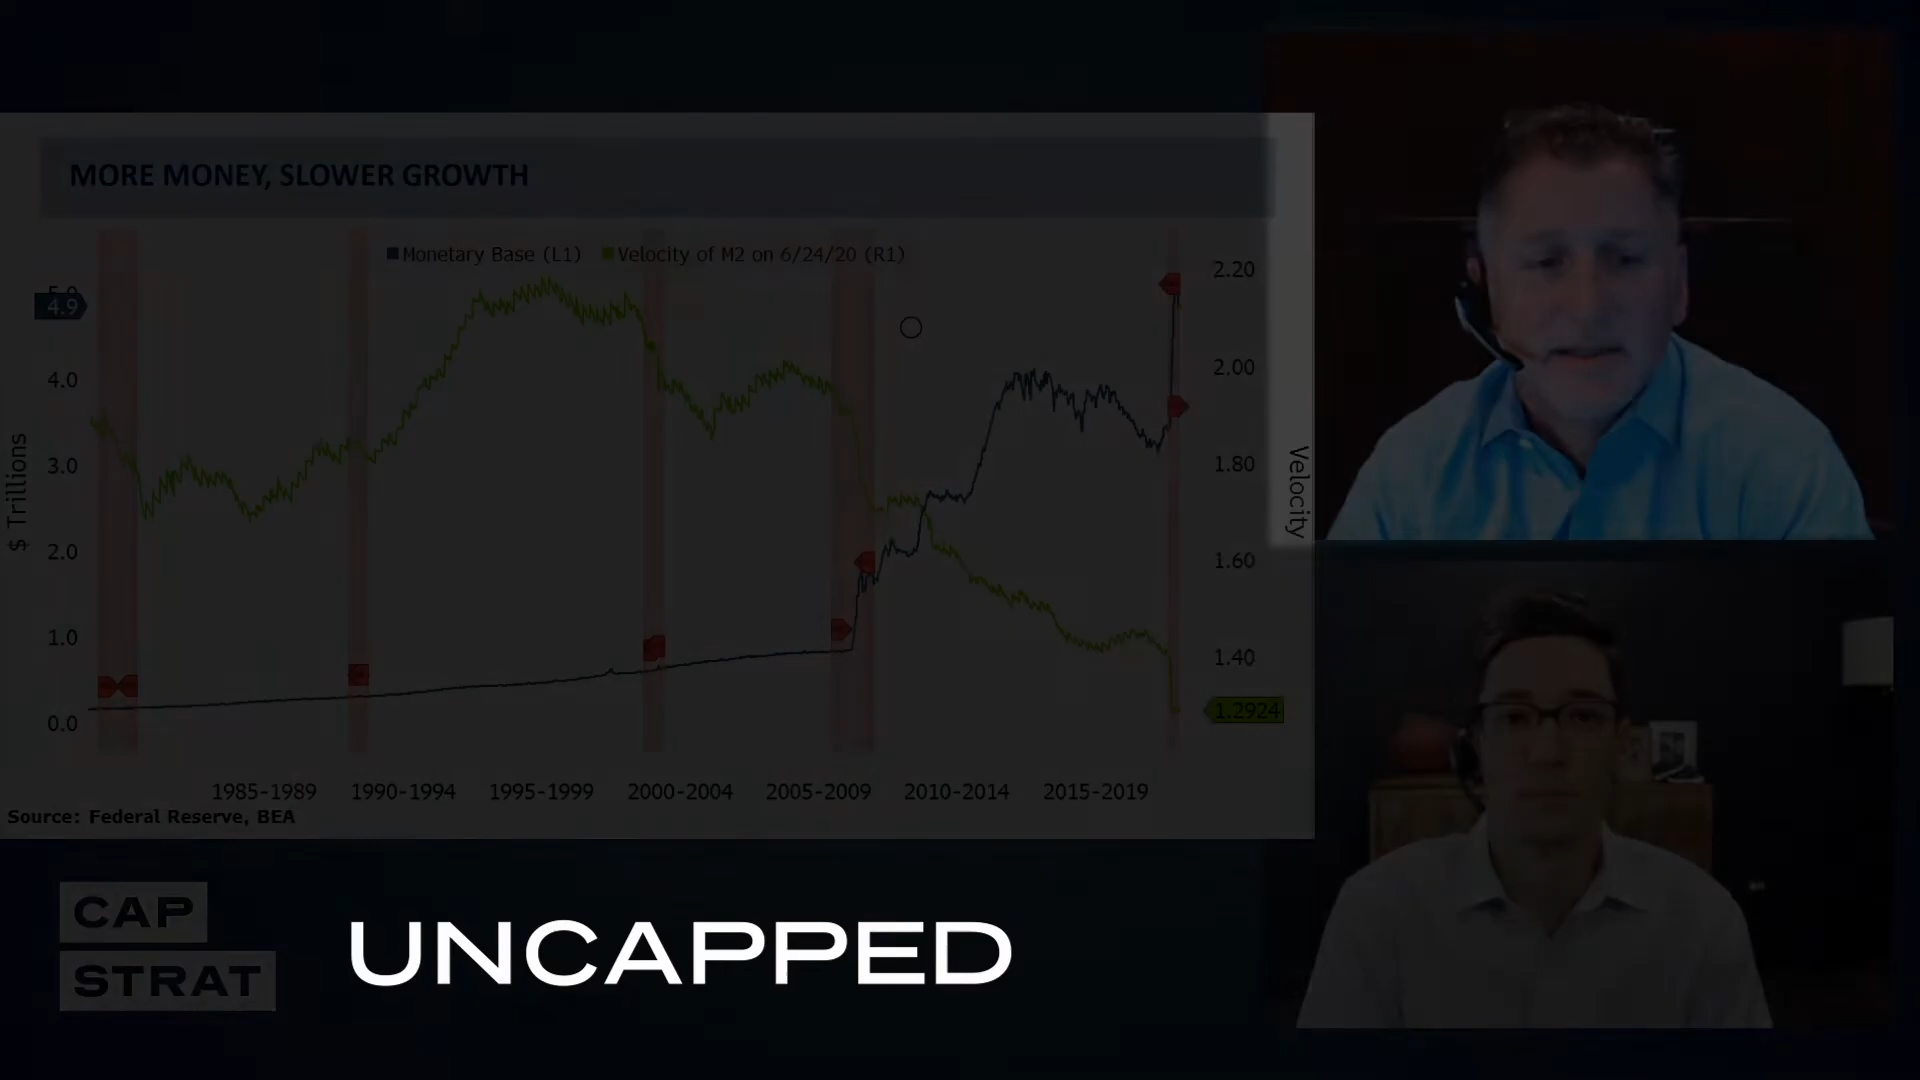 MORE MONEY, SLOWER GROWTH
Monetary Base (L1) Velocity of M2 on 6/24/20 (R1)
5.0
4.9
4.0
3.0
2.0
1.0
0.0
$ Trillions
2.20
2.00
1.80
1.60
1.40
1.2924
Velocity
1985-1989 1990-1994 1995-1999 2000-2004 2005-2009 2010-2014 2015-2019
Source: Federal Reserve, BEA
CAP
STRAT
UNCAPPED